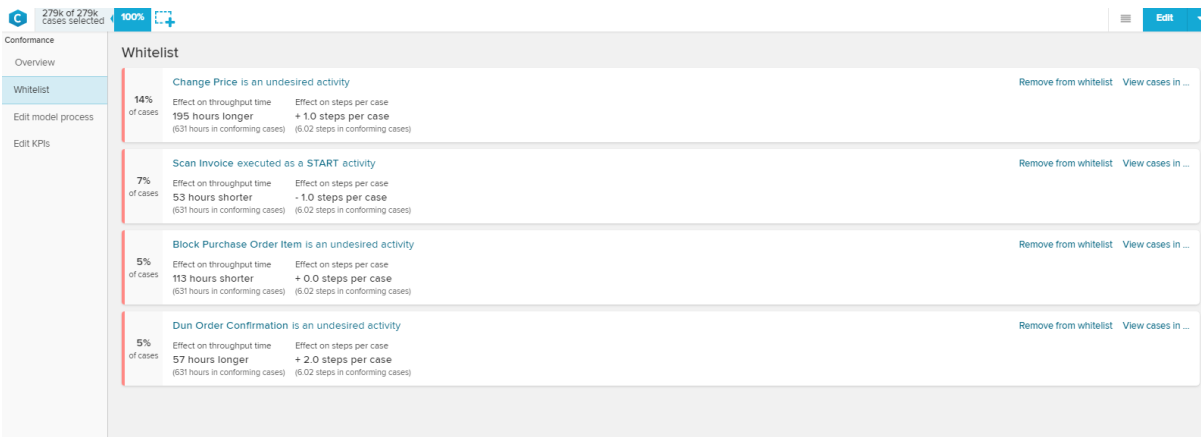 C
279k of 279k
cases selected
100%
Edit
Conformance
Overview
Whitelist
Edit model process
Edit KPIs
Whitelist
14%
of cases
Change Price is an undesired activity
Remove from whitelist View cases in ...
Effect on throughput time Effect on steps per case
195 hours longer + 1.0 steps per case
(631 hours in conforming cases) (6.02 steps in conforming cases)
7%
of cases
Scan Invoice executed as a START activity
Remove from whitelist View cases in ...
Effect on throughput time Effect on steps per case
53 hours shorter - 1.0 steps per case
(631 hours in conforming cases) (6.02 steps in conforming cases)
5%
of cases
Block Purchase Order Item is an undesired activity
Remove from whitelist View cases in ...
Effect on throughput time Effect on steps per case
113 hours shorter + 0.0 steps per case
(631 hours in conforming cases) (6.02 steps in conforming cases)
5%
of cases
Dun Order Confirmation is an undesired activity
Remove from whitelist View cases in ...
Effect on throughput time Effect on steps per case
57 hours longer + 2.0 steps per case
(631 hours in conforming cases) (6.02 steps in conforming cases)